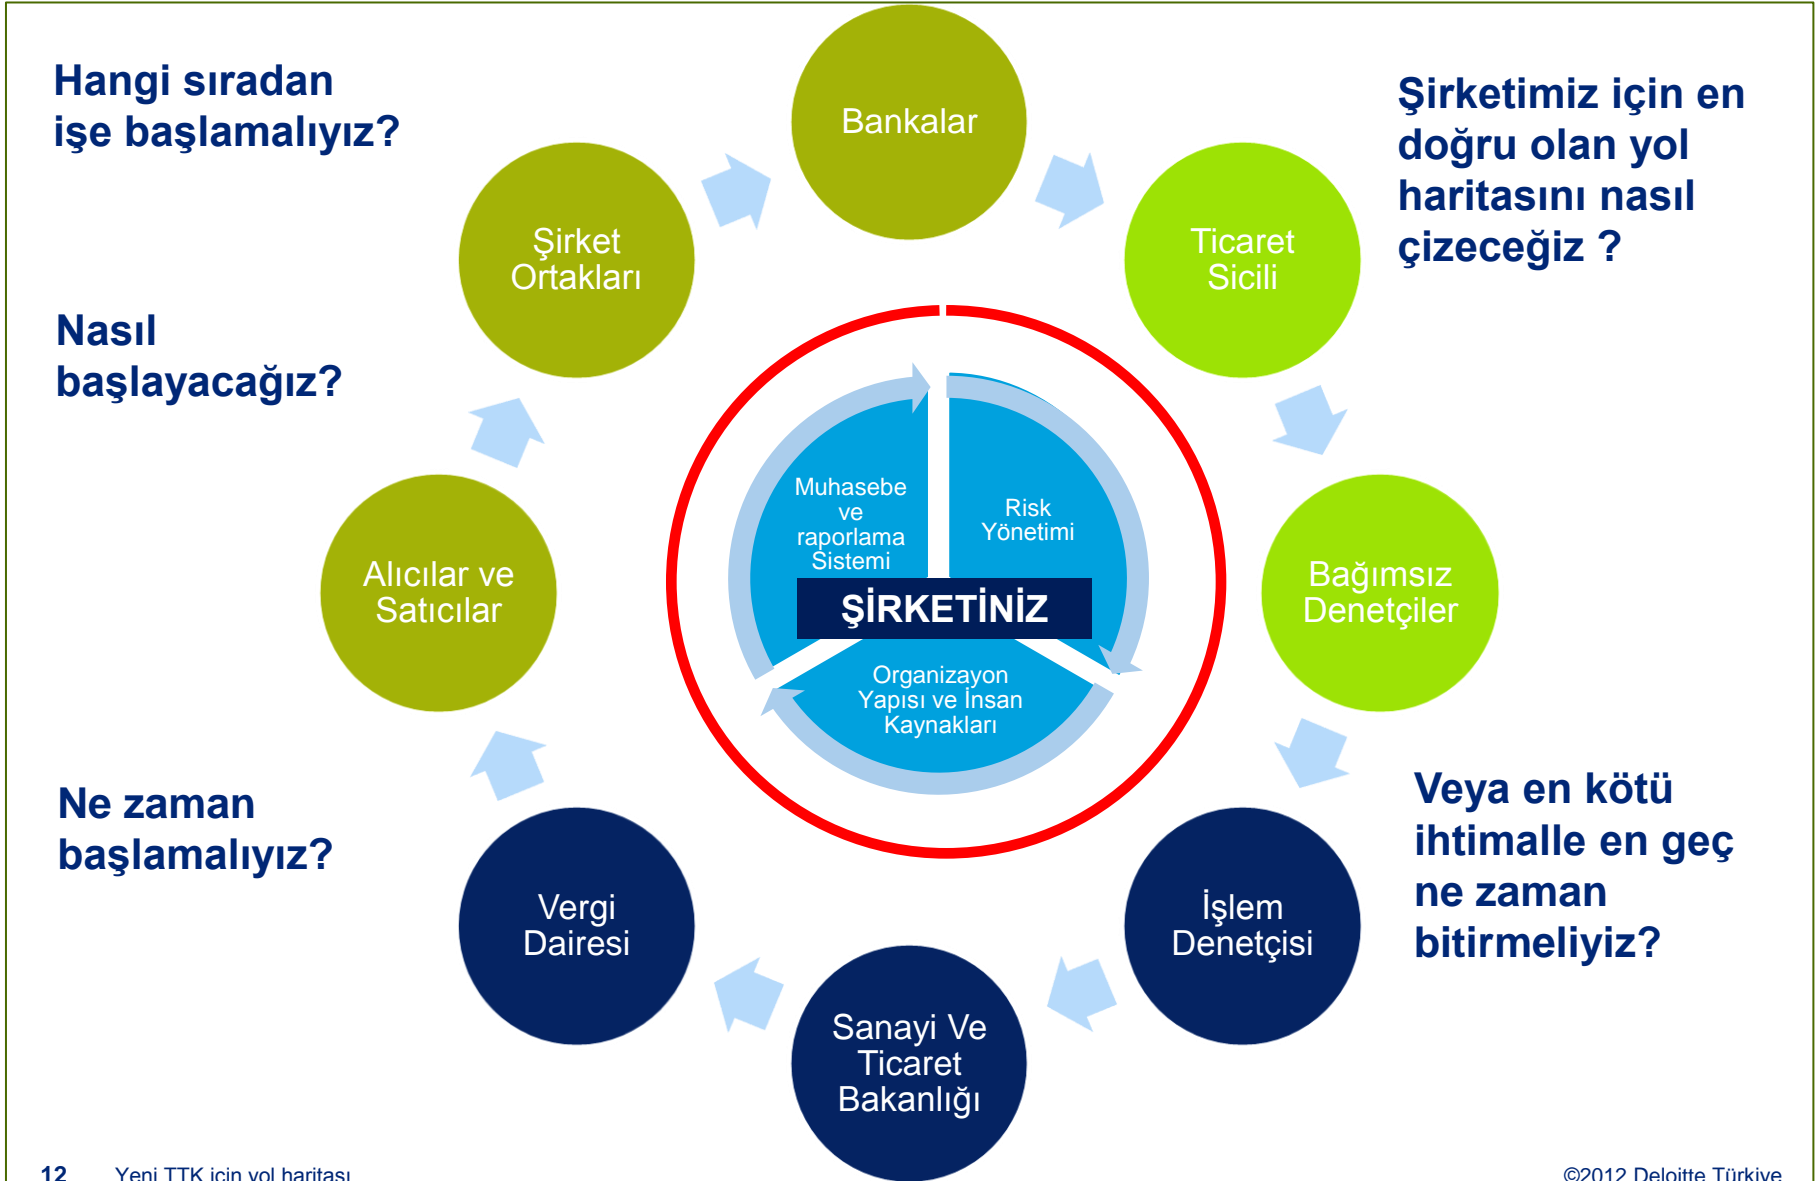 Hangi sıradan
işe başlamalıyız?
Bankalar
Şirketimiz için en
doğru olan yol
haritasını nasıl
çizeceğiz ?
Şirket
Ortakları
Ticaret
Sicili
Nasıl
başlayacağız?
Muhasebe
ve
raporlama
Sistemi
Risk
Yönetimi
Alıcılar ve
Satıcılar
ŞİRKETİNİZ
Bağımsız
Denetçiler
Organizayon
Yapısı ve İnsan
Kaynakları
Ne zaman
başlamalıyız?
Veya en kötü
ihtimalle en geç
ne zaman
bitirmeliyiz?
Vergi
Dairesi
İşlem
Denetçisi
Sanayi Ve
Ticaret
Bakanlığı
12 Yeni TTK için yol haritası
©2012 Deloitte Türkiye